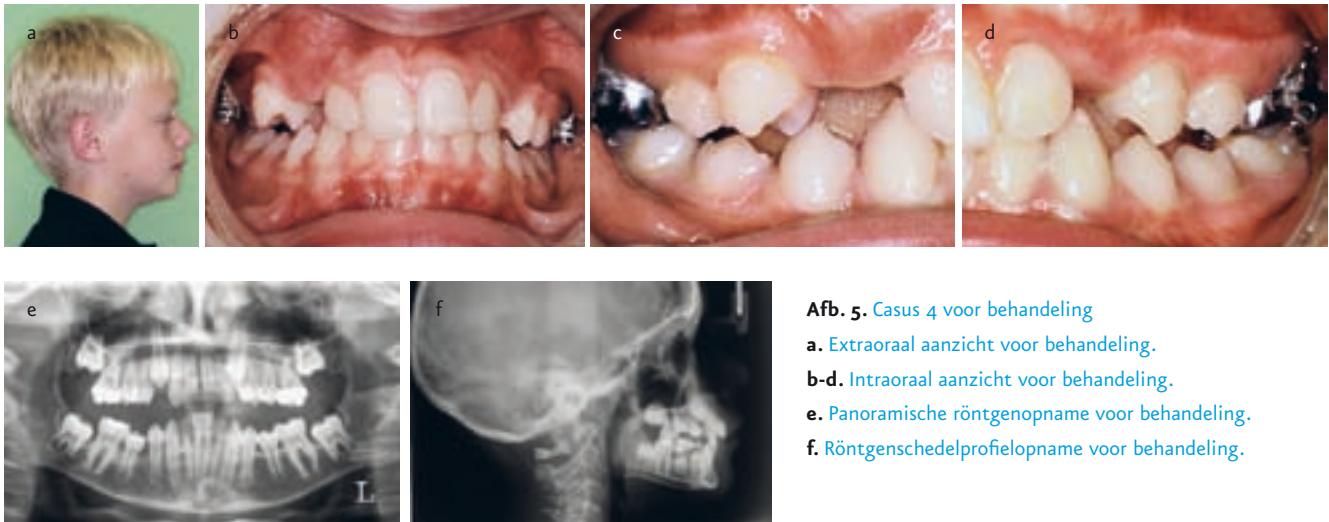 a
b
c
d
e
f
L
Afb. 5. Casus 4 voor behandeling
a. Extraoraal aanzicht voor behandeling.
b-d. Intraoraal aanzicht voor behandeling.
e. Panoramische röntgenopname voor behandeling.
f. Röntgenschedelprofielopname voor behandeling.